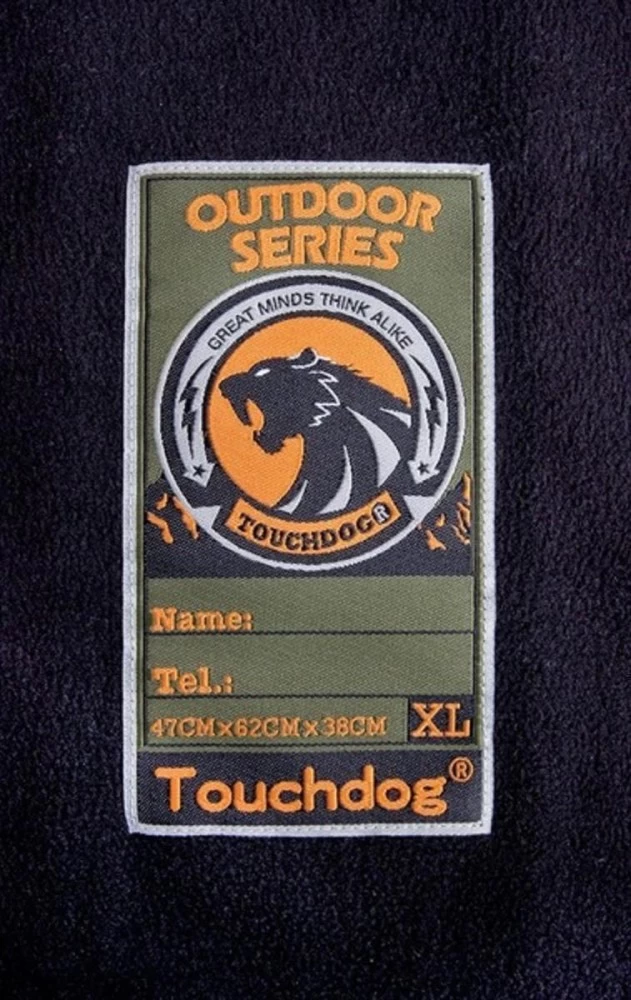 OUTDOOR
SERIES
GREAT MINDS THINK ALIKE
TOUCHDOG®
Name:
Tel.:
47CM×62CM×38CM XL
Touchdog®